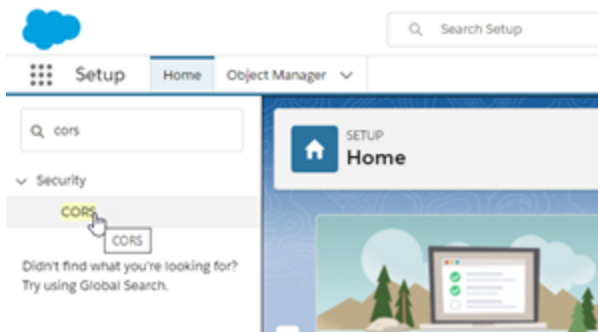 Search Setup
Setup Home Object Manager
cors
SETUP
Home
Security
CORS
CORS
Didn't find what you're looking for?
Try using Global Search.